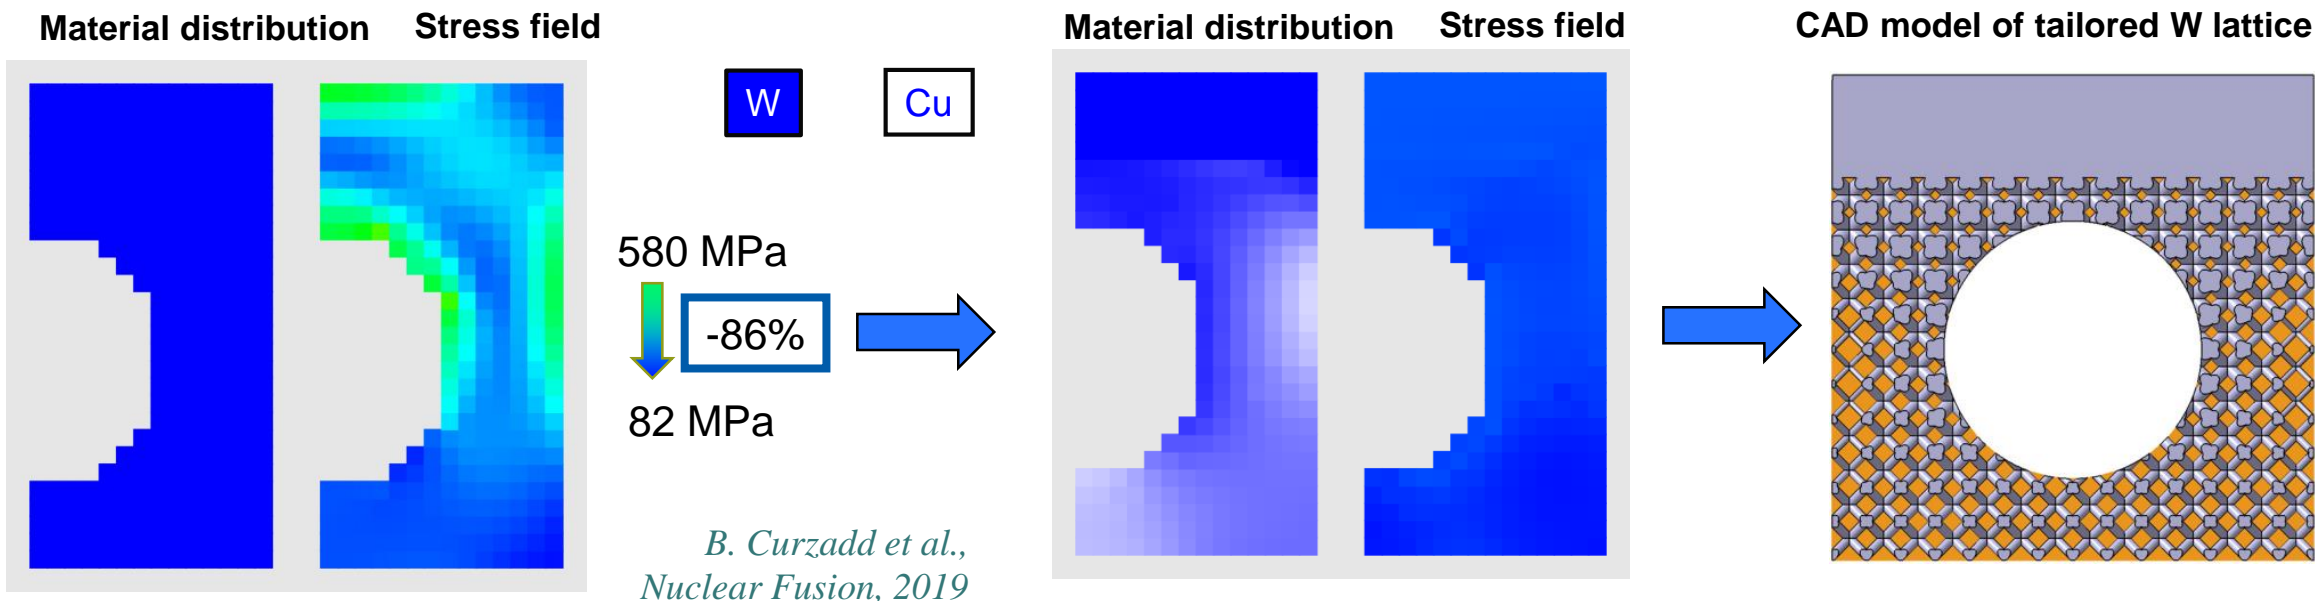 Material distribution Stress field
W Cu
580 MPa
-86%
82 MPa
B. Curzadd et al.,
Nuclear Fusion, 2019
Material distribution Stress field
CAD model of tailored W lattice